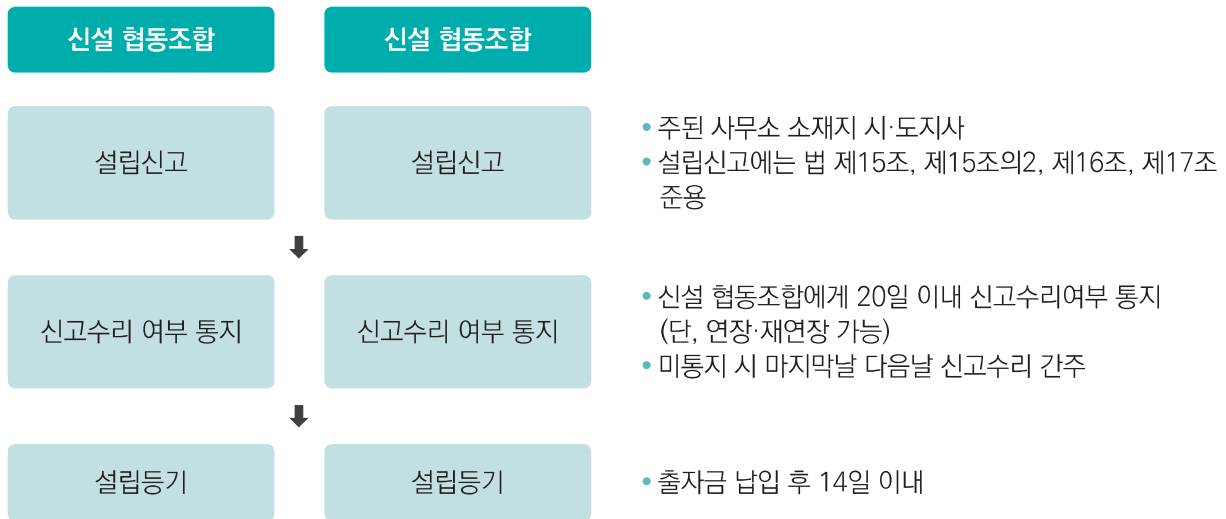 신설 협동조합 신설 협동조합
설립신고 설립신고
• 주된 사무소 소재지 시·도지사
• 설립신고에는 법 제15조, 제15조의2, 제16조, 제17조
준용
신고수리 여부 통지 신고수리 여부 통지
• 신설 협동조합에게 20일 이내 신고수리여부 통지
(단, 연장·재연장 가능)
• 미통지 시 마지막날 다음날 신고수리 간주
설립등기 설립등기
• 출자금 납입 후 14일 이내